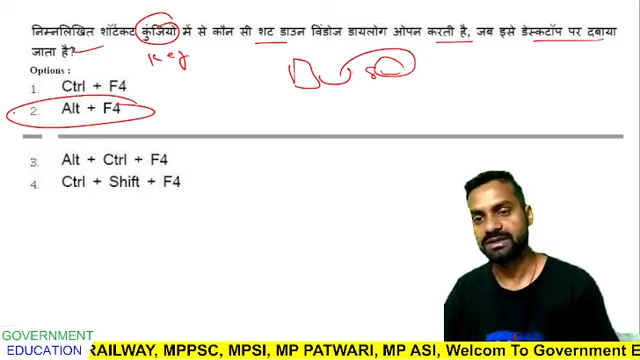 निम्नलिखित शॉर्टकट कुंजियो में से कौन सी शट डाउन विंडोज डायलोग ओपन करती है, जब इसे डेस्कटॉप पर दबाया
जाता है?
Options :
1. Ctrl + F4
2. Alt + F4
3. Alt + Ctrl + F4
4. Ctrl + Shift + F4
Key
GOVERNMENT
EDUCATION
RAILWAY, MPPSC, MPSI, MP PATWARI, MP ASI, Welcom To Government E